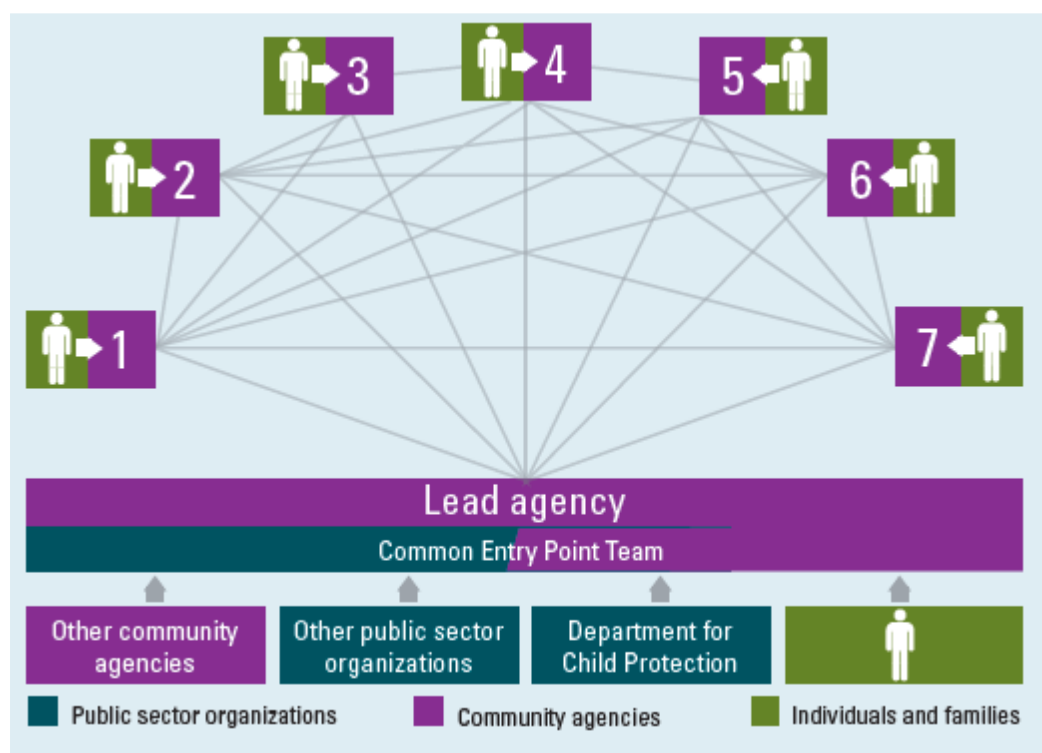 3
4
5
2
6
1
7
Lead agency
Common Entry Point Team
Other community
agencies
Other public sector
organizations
Department for
Child Protection
Public sector organizations
Community agencies
Individuals and families